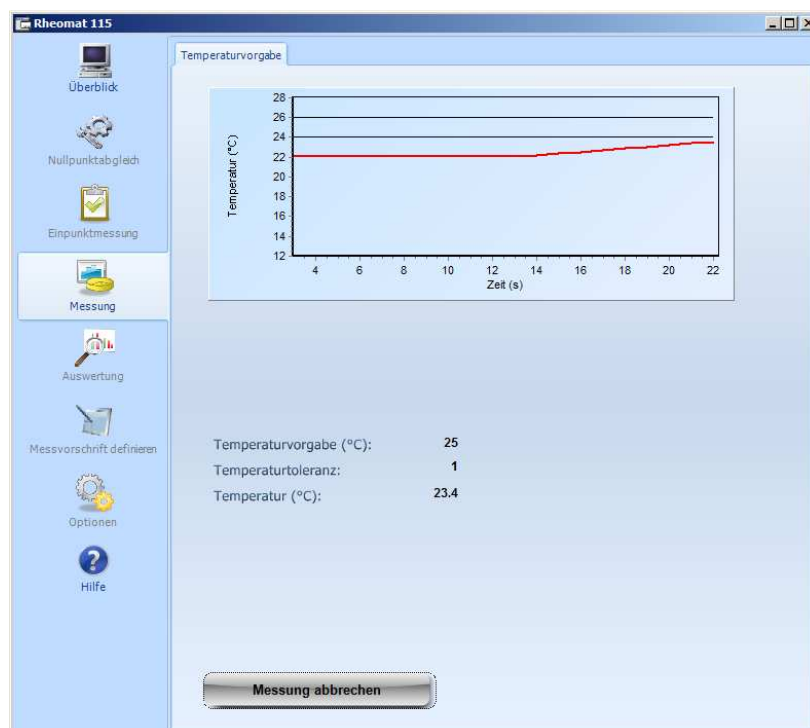 Rheomat 115
Überblick
Nullpunktabgleich
Einpunktmessung
Messung
Auswertung
Messvorschrift definieren
Optionen
Hilfe
Temperaturvorgabe
Temperatur (°C)
28
26
24
22
20
18
16
14
12
4 6 8 10 12 14 16 18 20 22
Zeit (s)
Temperaturvorgabe (°C): 25
Temperaturtoleranz: 1
Temperatur (°C): 23.4
Messung abbrechen